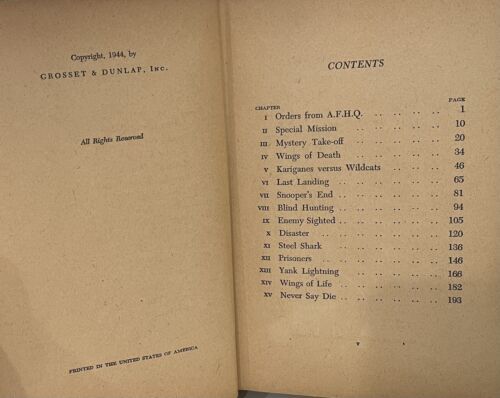 Copyright, 1944, by
GROSSET & DUNLAP, INC.
All Rights Reserved
PRINTED IN THE UNITED STATES OF AMERICA
CONTENTS
CHAPTER PAGE
I Orders from A.F.H.Q. .. .. .. .. 1
II Special Mission .. .. .. .. .. 10
III Mystery Take-off .. .. .. .. .. 20
IV Wings of Death .. .. .. .. .. 34
V Kariganes versus Wildcats .. .. .. 46
VI Last Landing .. .. .. .. .. 65
VII Snooper's End .. .. .. .. .. 81
VIII Blind Hunting .. .. .. .. .. 94
IX Enemy Sighted .. .. .. .. .. 105
X Disaster .. .. .. .. .. .. 120
XI Steel Shark .. .. .. .. .. 136
XII Prisoners .. .. .. .. .. .. 146
XIII Yank Lightning .. .. .. .. .. 166
XIV Wings of Life .. .. .. .. .. 182
XV Never Say Die .. .. .. .. .. 193
v